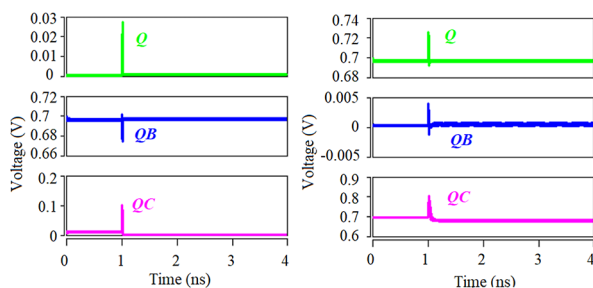 0.03
0.02
0.01
0
Q
0.72
0.7
0.68
0.66
QB
0.2
0.1
0
QC
Voltage (V)
0 1 2 3 4
Time (ns)
0.74
0.72
0.7
0.68
Q
0.005
0
-0.005
QB
0.9
0.8
0.7
0.6
QC
Voltage (V)
0 1 2 3 4
Time (ns)